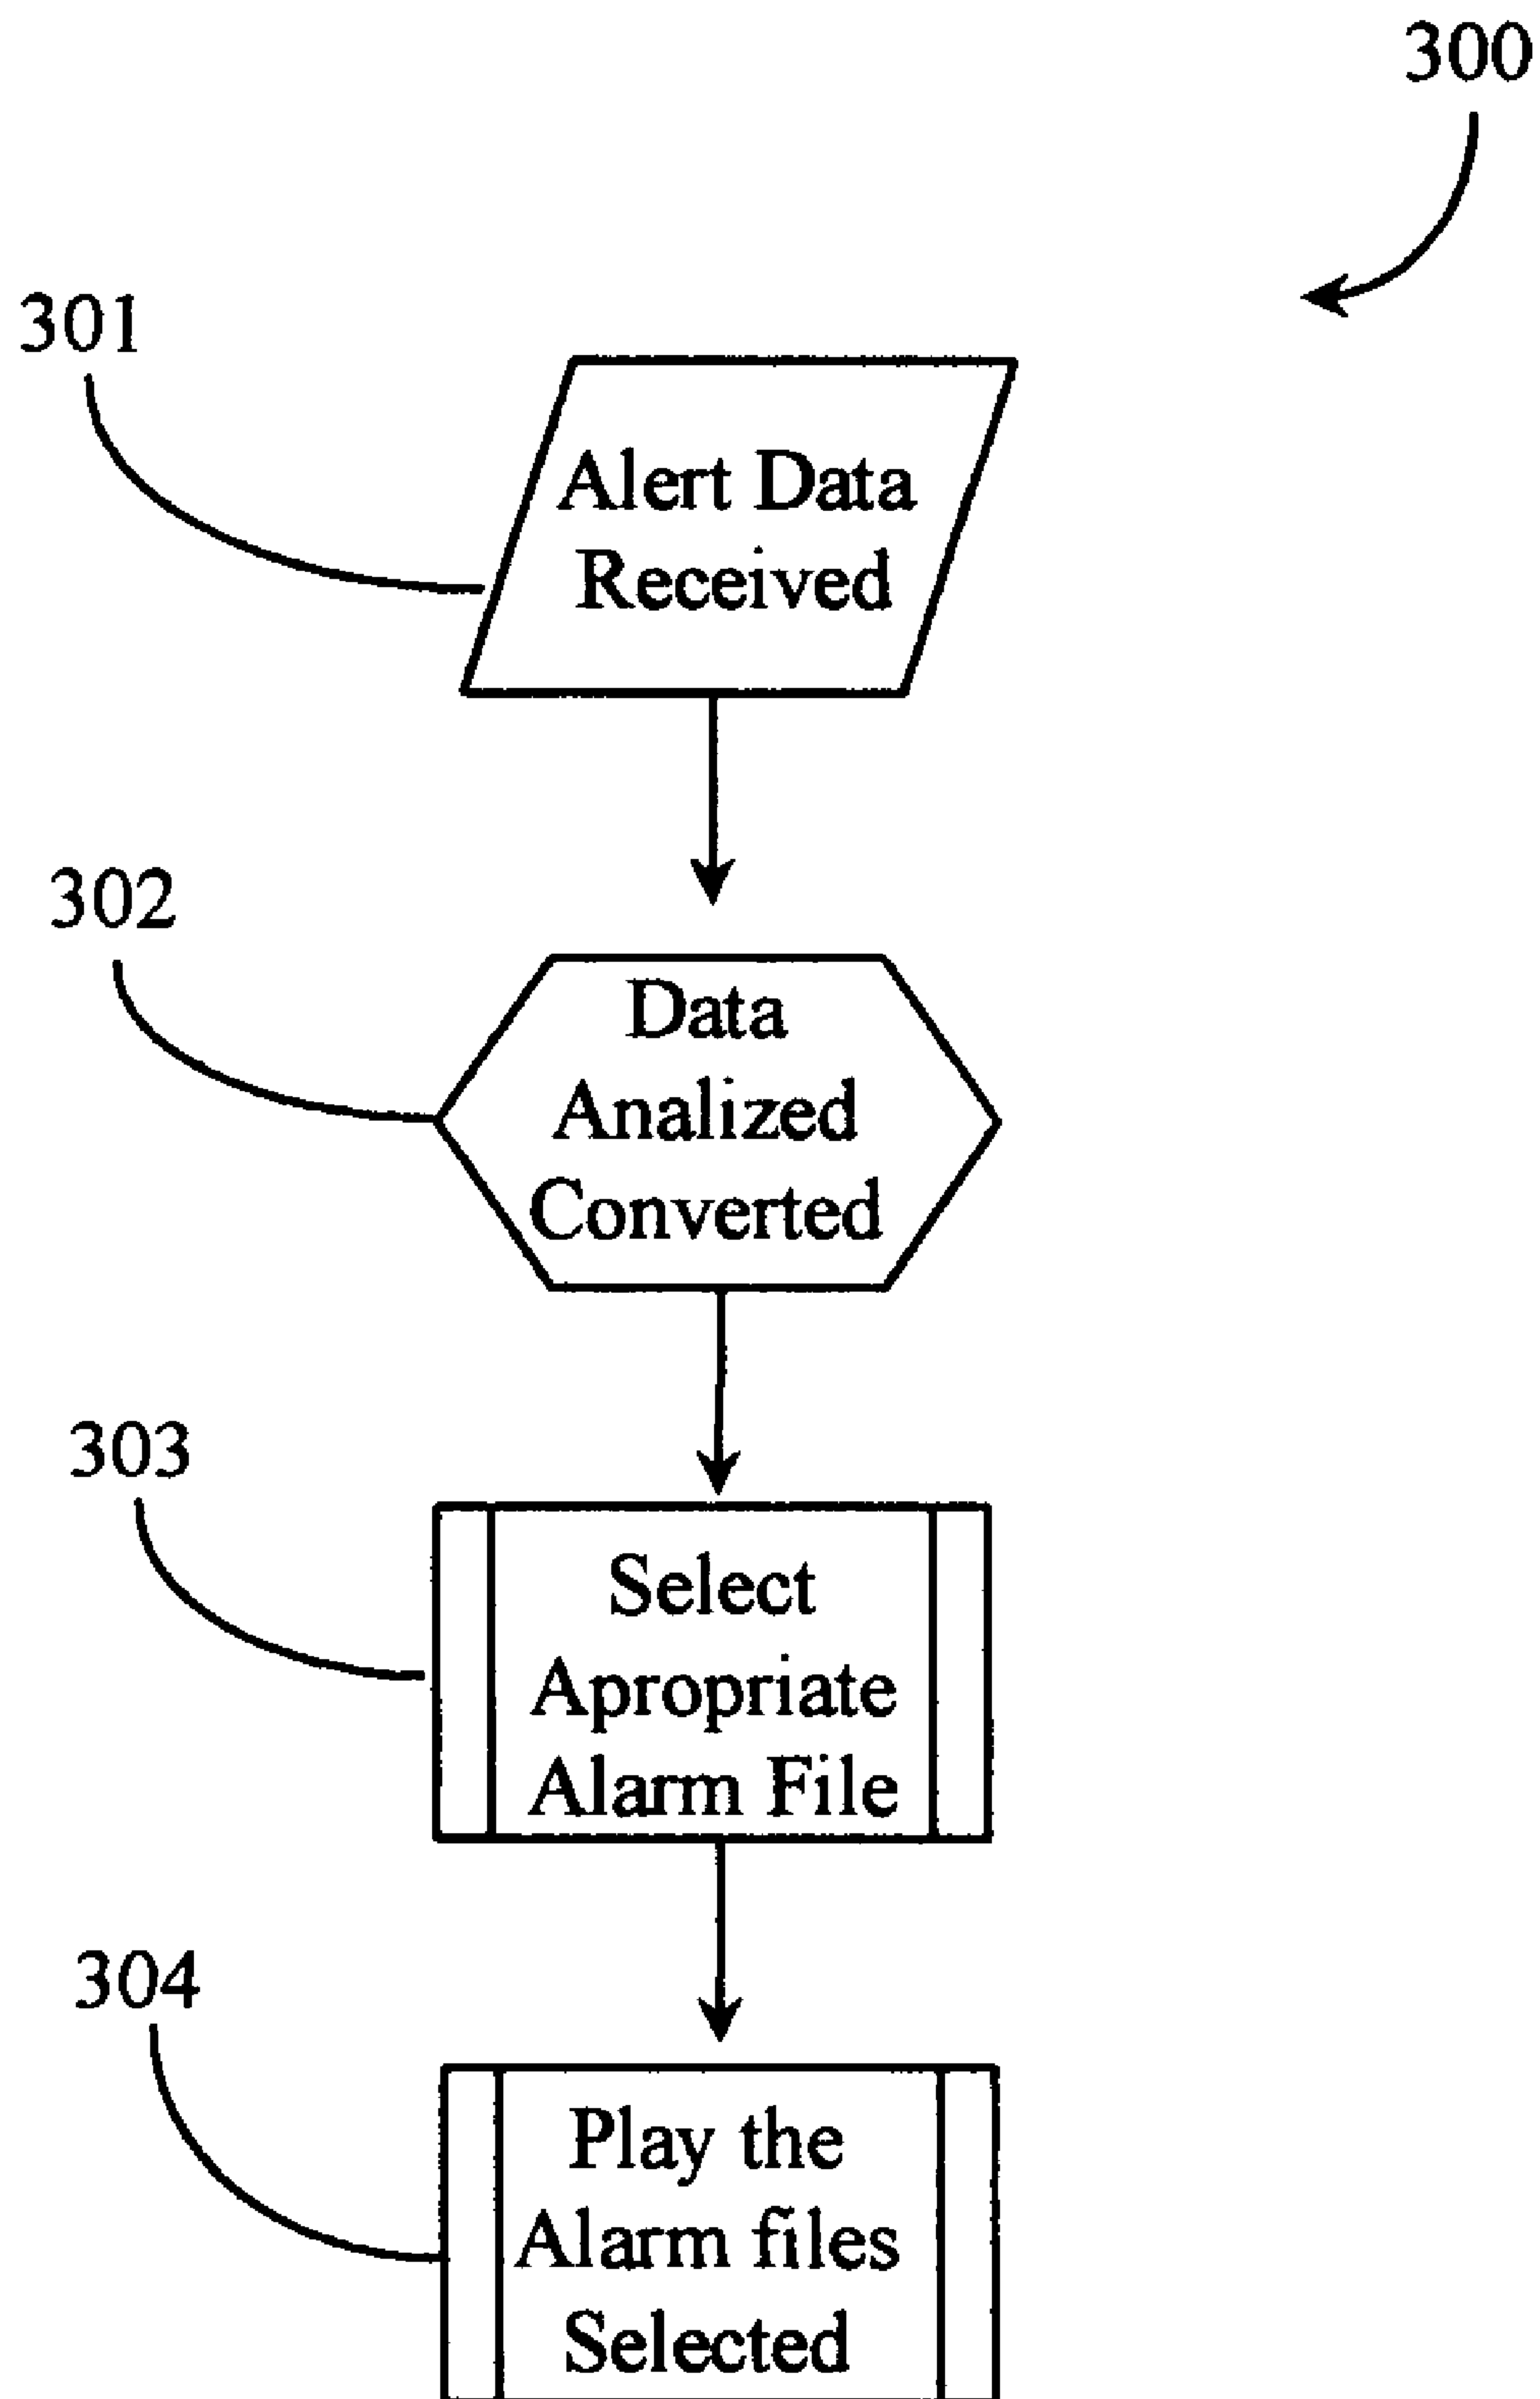 300
301
Alert Data
Received
302
Data
Analized
Converted
303
Select
Apropriate
Alarm File
304
Play the
Alarm files
Selected